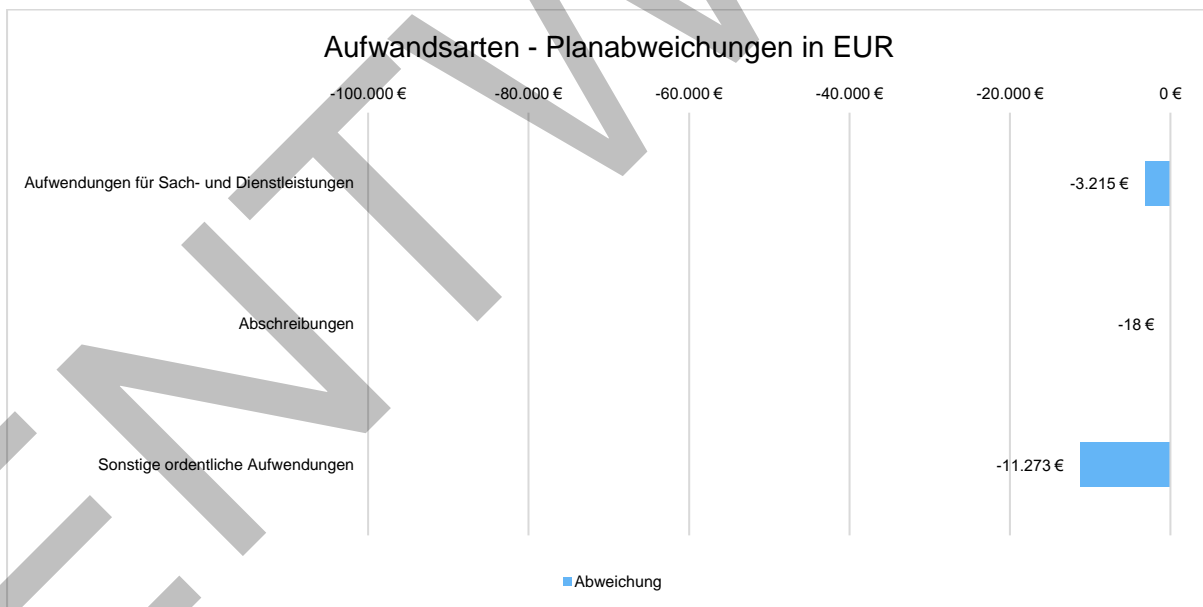 Aufwandsarten - Planabweichungen in EUR
-100.000 € -80.000 € -60.000 € -40.000 € -20.000 € 0 €
Aufwendungen für Sach- und Dienstleistungen -3.215 €
Abschreibungen -18 €
Sonstige ordentliche Aufwendungen -11.273 €
Abweichung